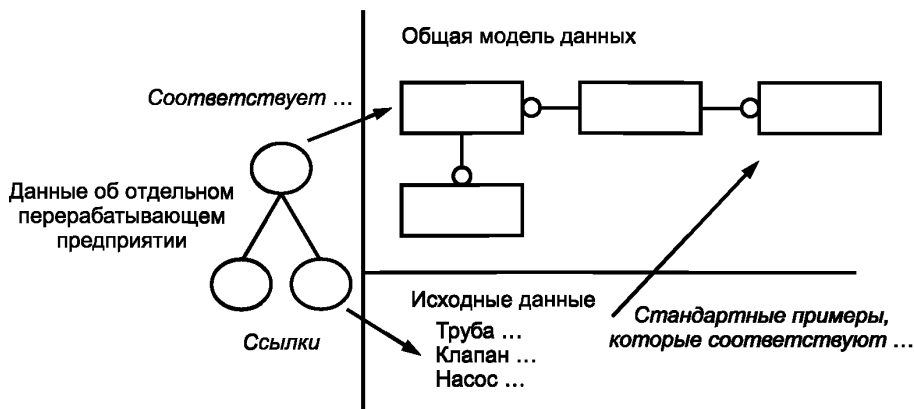 Общая модель данных
Соответствует ...
Данные об отдельном
перерабатывающем
предприятии
Исходные данные
Труба ...
Клапан ...
Насос ...
Ссылки
Стандартные примеры,
которые соответствуют ...